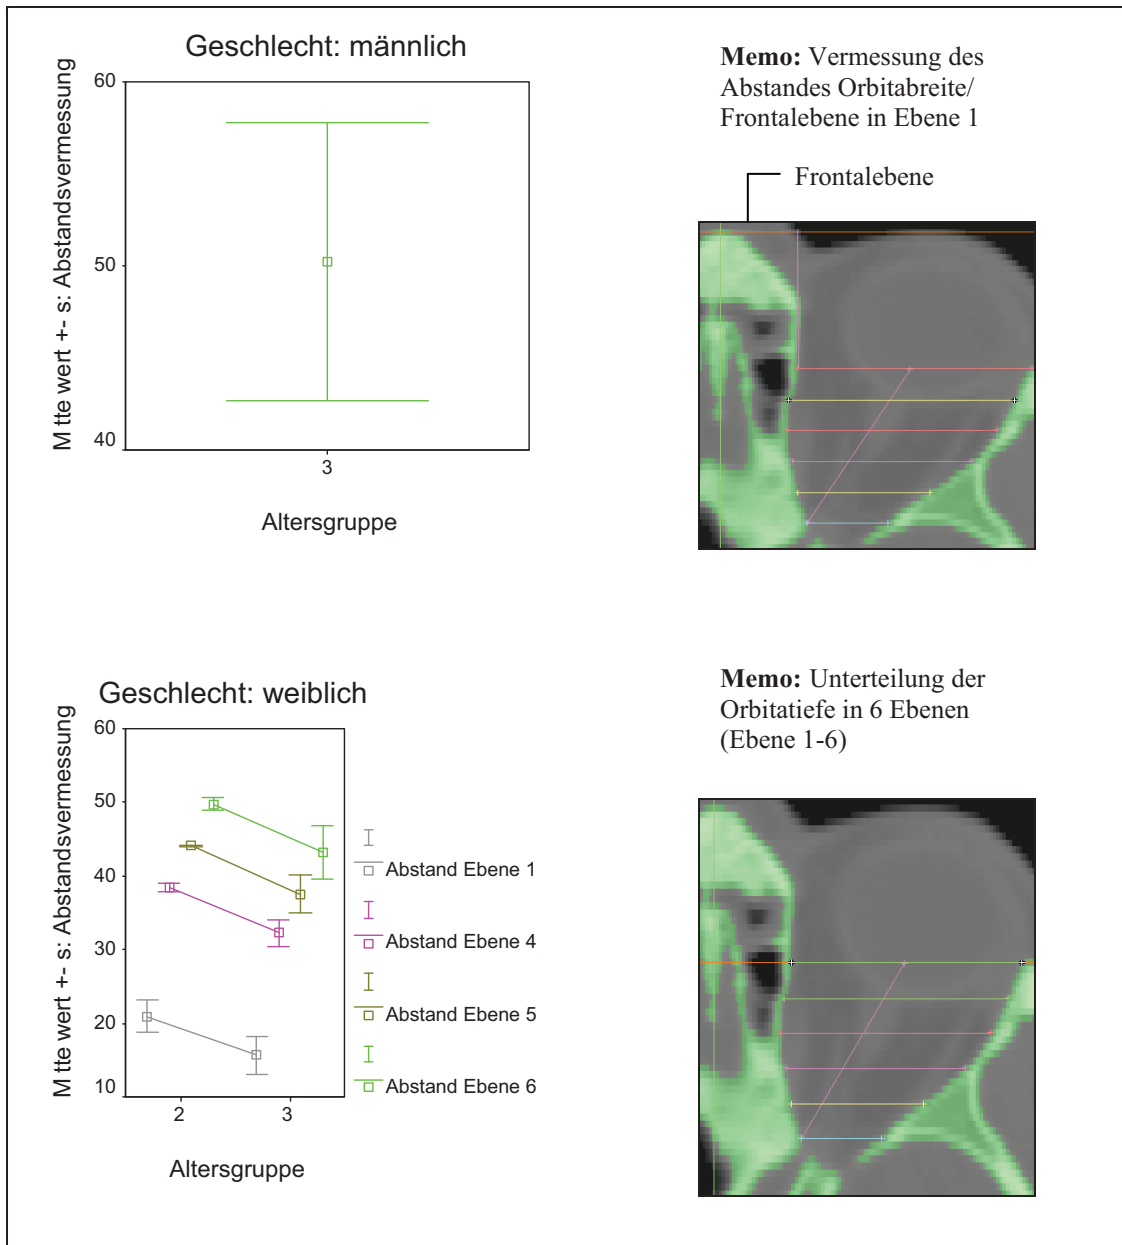 Geschlecht: männlich
Mitte wert +- s: Abstandsvermessung
60
50
40
3
Altersgruppe
Memo: Vermessung des
Abstandes Orbitabreite/
Frontalebene in Ebene 1
Frontalebene
Geschlecht: weiblich
M tte wert +- s: Abstandsvermessung
60
50
40
30
20
10
2
3
Altersgruppe
Abstand Ebene 1
Abstand Ebene 4
Abstand Ebene 5
Abstand Ebene 6
Memo: Unterteilung der
Orbitatiefe in 6 Ebenen
(Ebene 1-6)